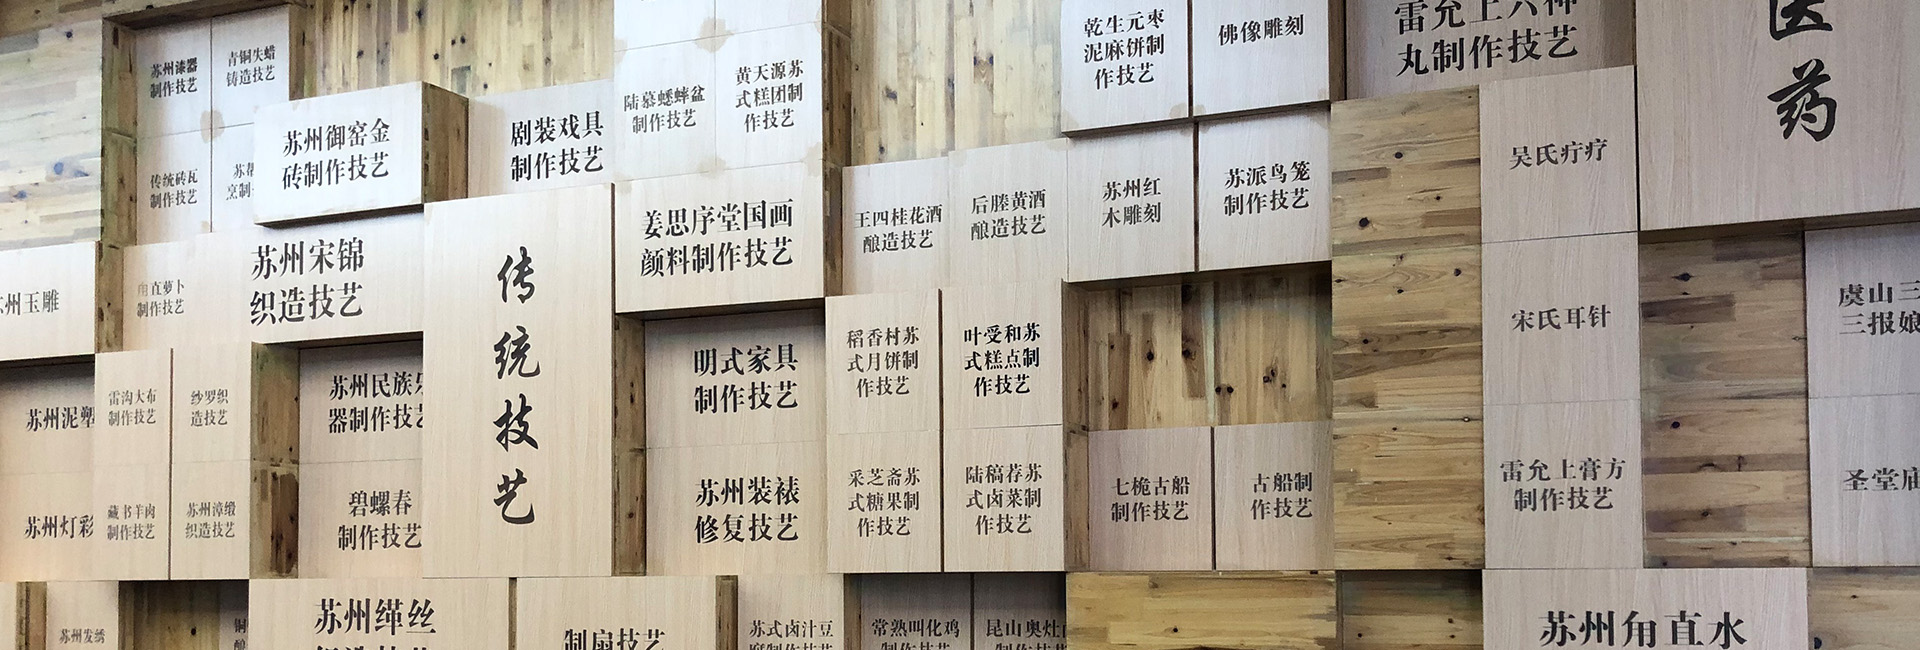 苏州漆器
制作技艺
青铜失蜡
铸造技艺
传统砖瓦
制作技艺
苏州御窑金
砖制作技艺
剧装戏具
制作技艺
陆慕蟋蟀盆
制作技艺
黄天源苏
式糕团制
作技艺
乾生元枣
泥麻饼制
作技艺
佛像雕刻
雷允上六神
丸制作技艺
医药
州玉雕
甪直萝卜
制作技艺
苏州宋锦
织造技艺
传统技艺
姜思序堂国画
颜料制作技艺
王四桂花酒
酿造技艺
后塍黄酒
酿造技艺
苏州红
木雕刻
苏派鸟笼
制作技艺
吴氏疔疗
宋氏耳针
虞山三
三报娘
苏州泥塑
雷沟大布
制作技艺
纱罗织
造技艺
苏州民族乐
器制作技艺
明式家具
制作技艺
稻香村苏
式月饼制
作技艺
叶受和苏
式糕点制
作技艺
苏州灯彩
藏书羊肉
制作技艺
苏州漳缎
织造技艺
碧螺春
制作技艺
苏州装裱
修复技艺
采芝斋苏
式糖果制
作技艺
陆稿荐苏
式卤菜制
作技艺
七桅古船
制作技艺
古船制
作技艺
雷允上膏方
制作技艺
圣堂庙
苏州发绣
苏州缂丝
制扇技艺
苏式卤汁豆
腐制作技艺
常熟叫化鸡
制作技艺
昆山奥灶
制作技艺
苏州甪直水